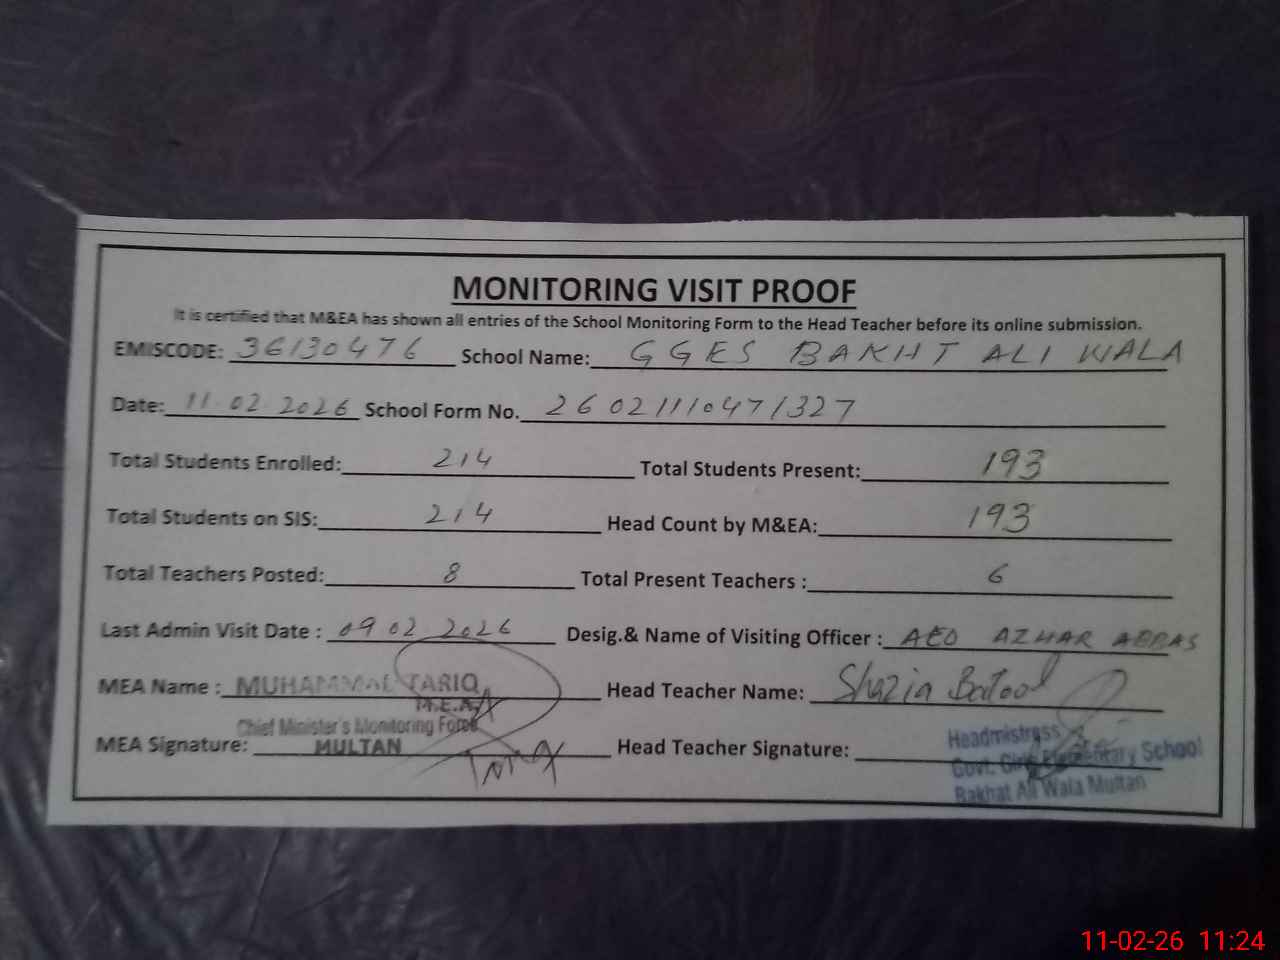 MONITORING VISIT PROOF
It is certified that M&EA has shown all entries of the School Monitoring Form to the Head Teacher before its online submission.
EMISCODE: 36130476 School Name: GGES BAKHT ALI WALA
Date: 11.02.2026 School Form No. 26021110471327
Total Students Enrolled: 214 Total Students Present: 193
Total Students on SIS: 214 Head Count by M&EA: 193
Total Teachers Posted: 8 Total Present Teachers : 6
Last Admin Visit Date : 09 02 2026 Desig.& Name of Visiting Officer : AEO AZHAR ABBAS
MEA Name : MUHAMMAD TARIQ Head Teacher Name: Shazia Batool
M.E.A
Chief Minister's Monitoring Force
MEA Signature: MULTAN Head Teacher Signature:
Headmistress
Govt. Girls Elementary School
Bakhat Ali Wala Multan
11-02-26 11:24